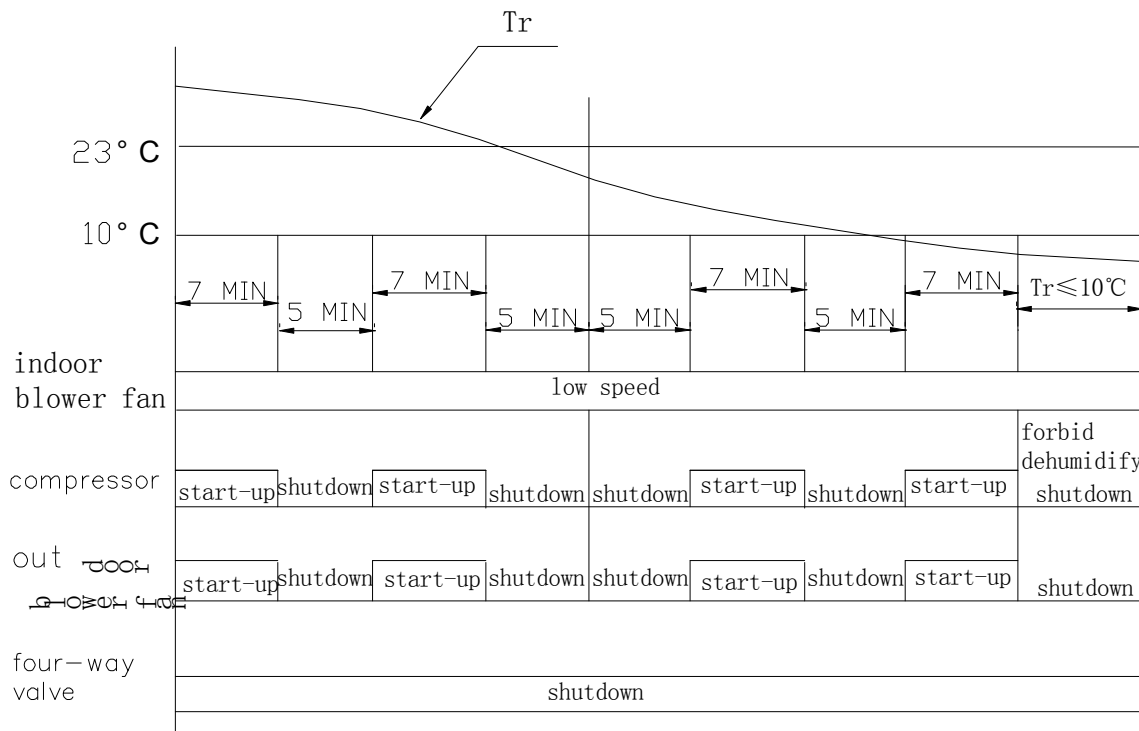 Tr
23°C
10°C
7 MIN
5 MIN
7 MIN
5 MIN
5 MIN
7 MIN
5 MIN
7 MIN
Tr≤10℃
indoor
blower fan
low speed
forbid
dehumidify
compressor
start-up
shutdown
start-up
shutdown
shutdown
start-up
shutdown
start-up
shutdown
out door
blower fan
start-up
shutdown
start-up
shutdown
shutdown
start-up
shutdown
start-up
shutdown
four-way
valve
shutdown